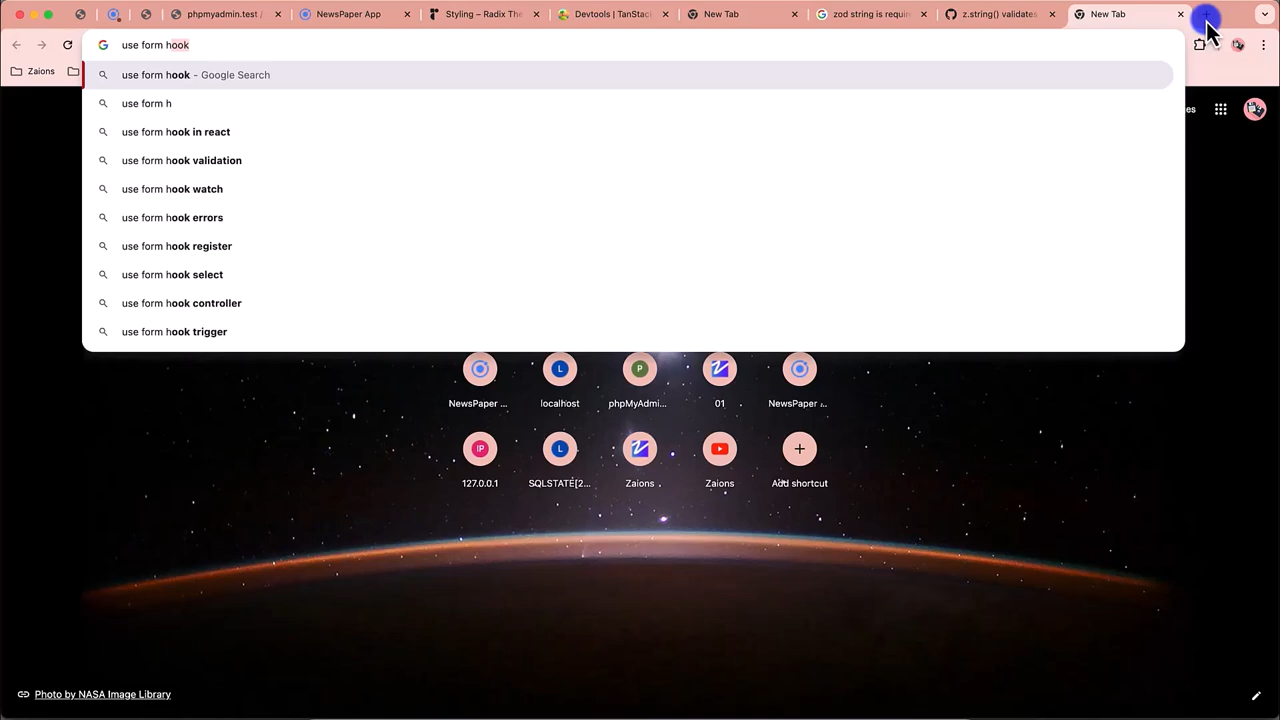 phpmyadmin.test /
NewsPaper App
Styling – Radix The
Devtools | TanStac
New Tab
zod string is requir
z.string() validates
New Tab
use form hook
Zaions
use form hook - Google Search
use form h
use form hook in react
use form hook validation
use form hook watch
use form hook errors
use form hook register
use form hook select
use form hook controller
use form hook trigger
es
L
P
NewsPaper ...
localhost
phpMyAdmi...
01
NewsPaper ...
IP
L
127.0.0.1
SQLSTATE[2...
Zaions
Zaions
Add shortcut
Photo by NASA Image Library